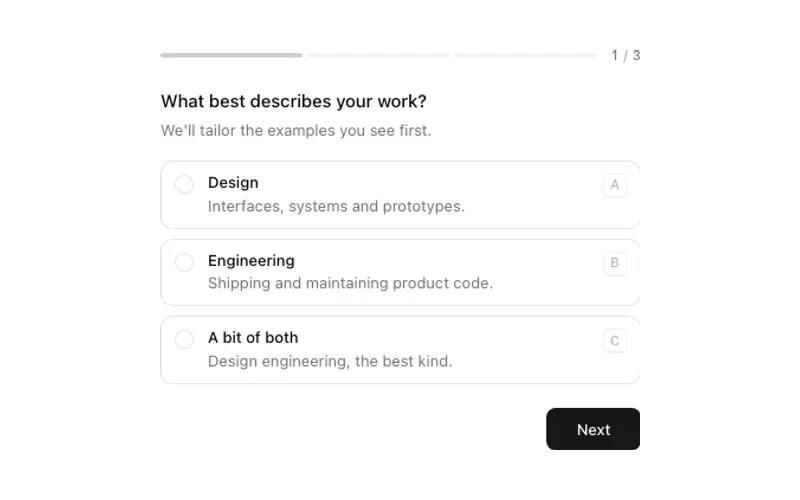 1 / 3
What best describes your work?
We'll tailor the examples you see first.
Design
A
Interfaces, systems and prototypes.
Engineering
B
Shipping and maintaining product code.
A bit of both
C
Design engineering, the best kind.
Next